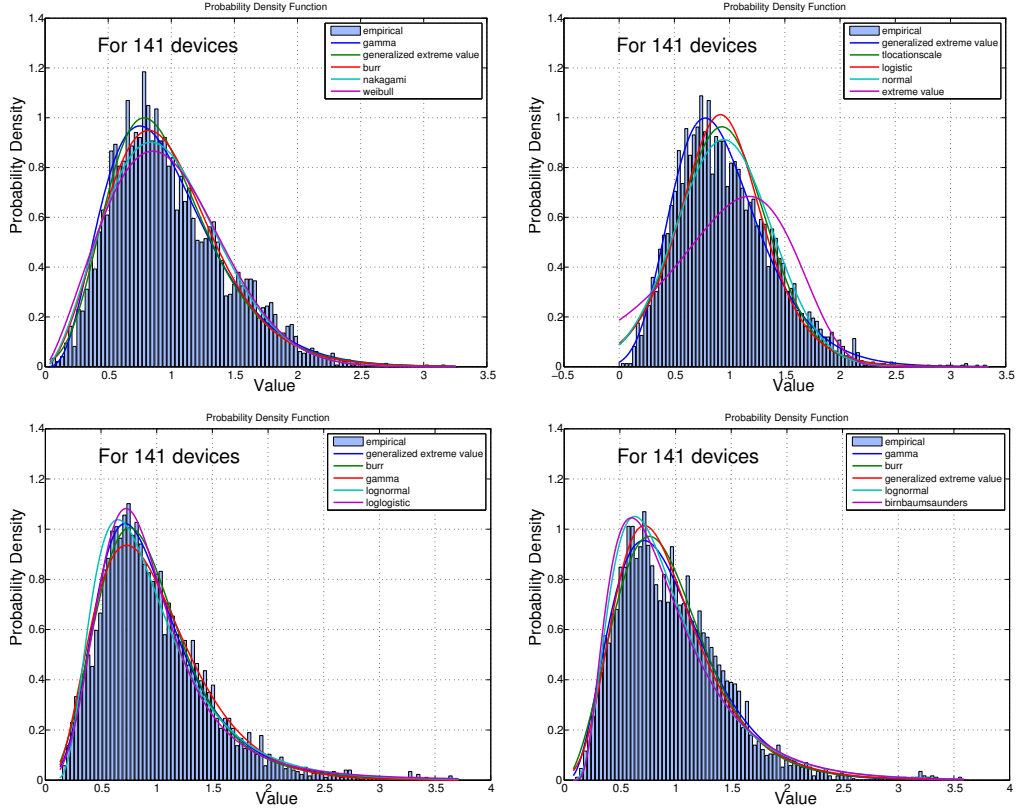 Probability Density Function
For 141 devices
empirical
gamma
generalized extreme value
burr
nakagami
weibull
Probability Density
1.4
1.2
1
0.8
0.6
0.4
0.2
0
0 0.5 1 1.5 2 2.5 3 3.5
Value
Probability Density Function
For 141 devices
empirical
generalized extreme value
tlocationscale
logistic
normal
extreme value
Probability Density
1.4
1.2
1
0.8
0.6
0.4
0.2
0
−0.5 0 0.5 1 1.5 2 2.5 3 3.5
Value
Probability Density Function
For 141 devices
empirical
generalized extreme value
burr
gamma
lognormal
loglogistic
Probability Density
1.4
1.2
1
0.8
0.6
0.4
0.2
0
0 0.5 1 1.5 2 2.5 3 3.5 4
Value
Probability Density Function
For 141 devices
empirical
gamma
burr
generalized extreme value
lognormal
birnbaumsaunders
Probability Density
1.4
1.2
1
0.8
0.6
0.4
0.2
0
0 0.5 1 1.5 2 2.5 3 3.5 4
Value